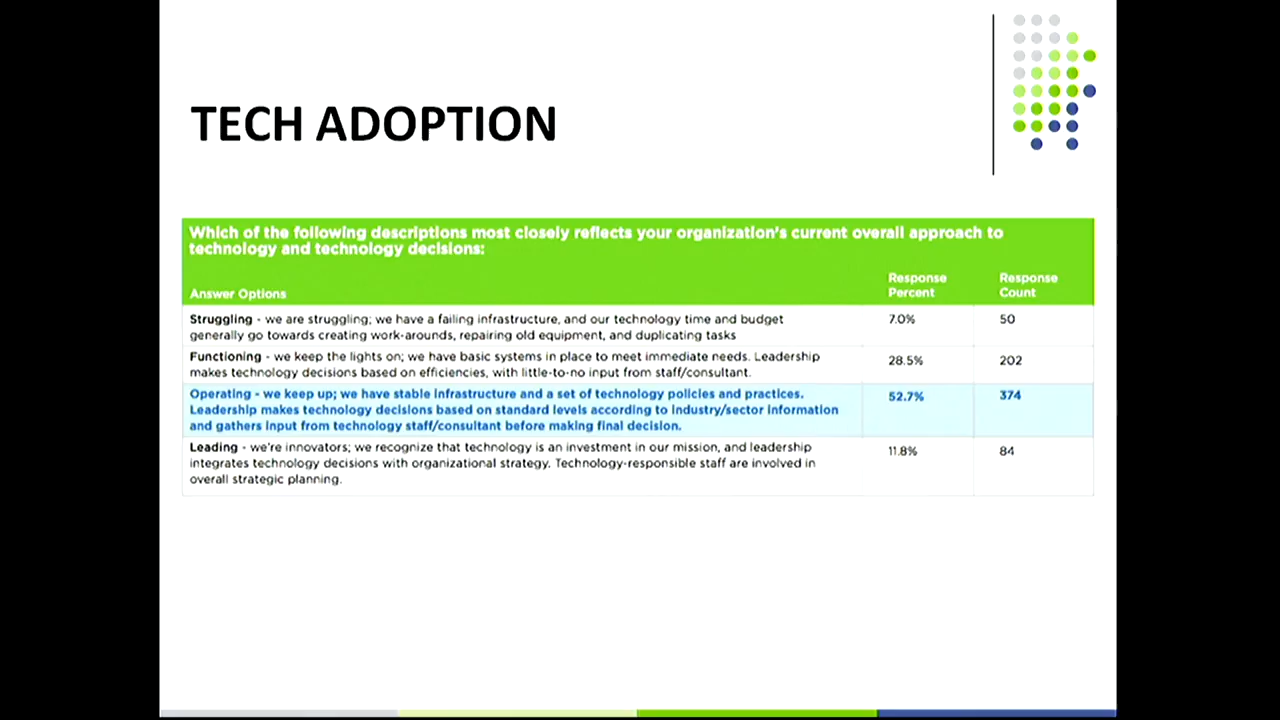 TECH ADOPTION
Which of the following descriptions most closely reflects your organization's current overall approach to
technology and technology decisions:
Answer Options
Response
Percent
Response
Count
Struggling - we are struggling; we have a failing infrastructure, and our technology time and budget
generally go towards creating work-arounds, repairing old equipment, and duplicating tasks
7.0%
50
Functioning - we keep the lights on; we have basic systems in place to meet immediate needs. Leadership
makes technology decisions based on efficiencies, with little-to-no input from staff/consultant.
28.5%
202
Operating - we keep up; we have stable infrastructure and a set of technology policies and practices.
Leadership makes technology decisions based on standard levels according to industry/sector information
and gathers input from technology staff/consultant before making final decision.
52.7%
374
Leading - we're innovators; we recognize that technology is an investment in our mission, and leadership
integrates technology decisions with organizational strategy. Technology-responsible staff are involved in
overall strategic planning.
11.8%
84